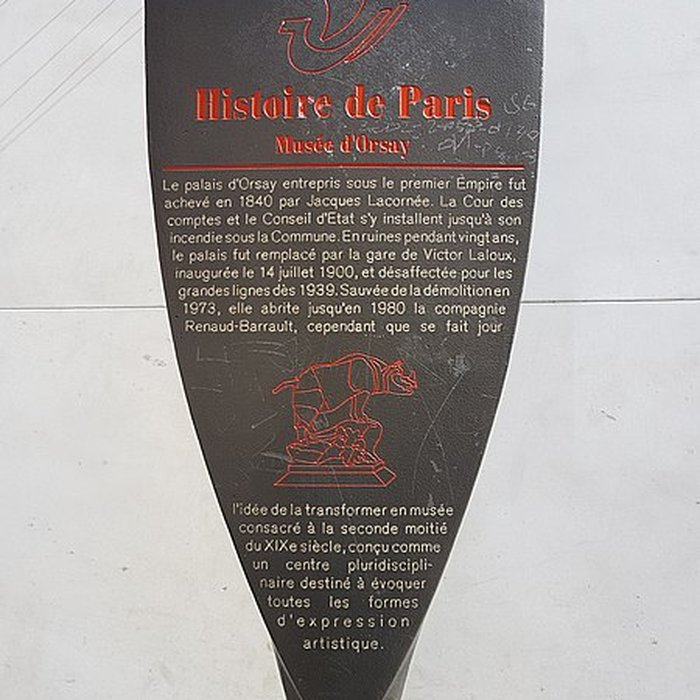 Histoire de Paris
Musée d'Orsay
Le palais d'Orsay entrepris sous le premier Empire fut
achevé en 1840 par Jacques Lacornée. La Cour des
comptes et le Conseil d'Etat s'y installent jusqu'à son
incendie sous la Commune. En ruines pendant vingt ans,
le palais fut remplacé par la gare de Victor Laloux,
inaugurée le 14 juillet 1900, et désaffectée pour les
grandes lignes dès 1939. Sauvée de la démolition en
1973, elle abrite jusqu'en 1980 la compagnie
Renaud-Barrault, cependant que se fait jour
l'idée de la transformer en musée
consacré à la seconde moitié
du XIXe siècle, conçu comme
un centre pluridiscipli-
naire destiné à évoquer
toutes les formes
d'expression
artistique.